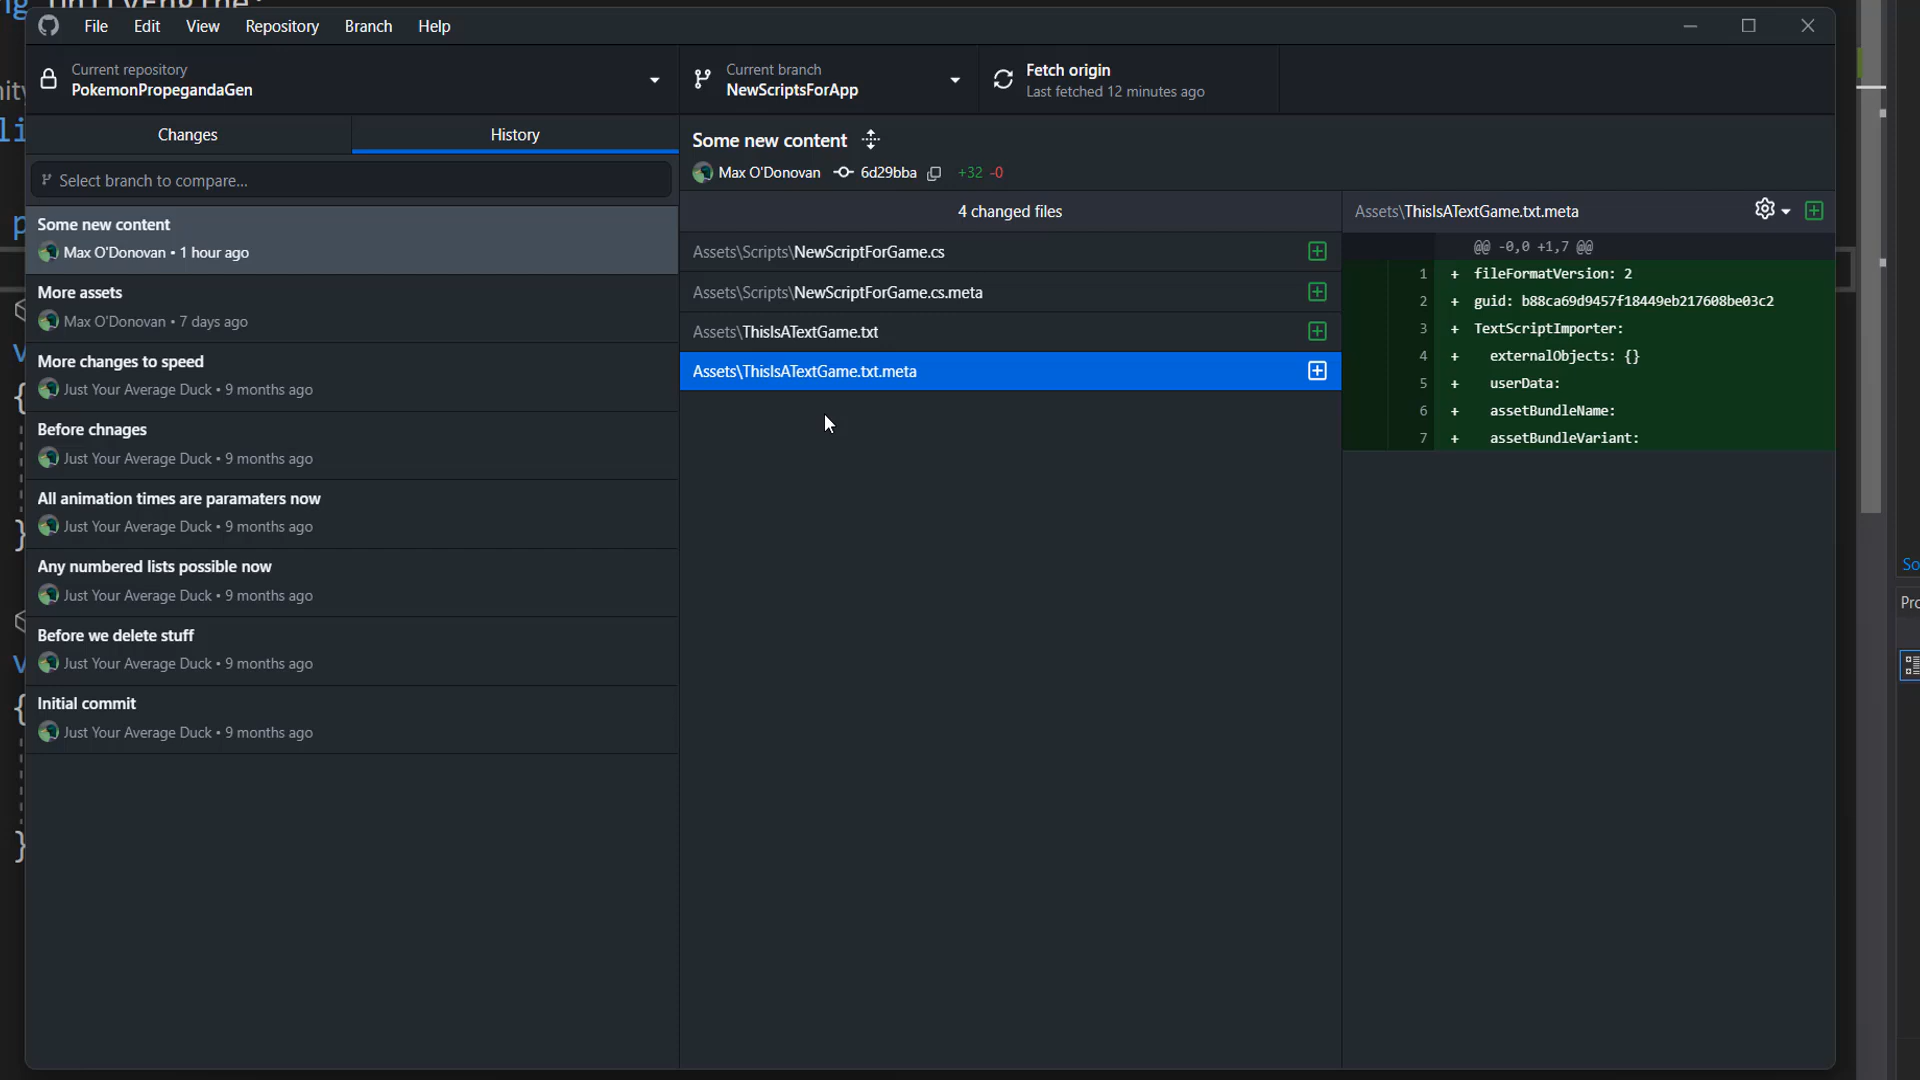 File Edit View Repository Branch Help
Current repository
PokemonPropegandaGen
Current branch
NewScriptsForApp
Fetch origin
Last fetched 12 minutes ago
Changes
History
Select branch to compare...
Some new content
Max O'Donovan • 1 hour ago
More assets
Max O'Donovan • 7 days ago
More changes to speed
Just Your Average Duck • 9 months ago
Before chnages
Just Your Average Duck • 9 months ago
All animation times are paramaters now
Just Your Average Duck • 9 months ago
Any numbered lists possible now
Just Your Average Duck • 9 months ago
Before we delete stuff
Just Your Average Duck • 9 months ago
Initial commit
Just Your Average Duck • 9 months ago
Some new content
Max O'Donovan 6d29bba +32 -0
4 changed files
Assets\Scripts\NewScriptForGame.cs
Assets\Scripts\NewScriptForGame.cs.meta
Assets\ThisIsATextGame.txt
Assets\ThisIsATextGame.txt.meta
Assets\ThisIsATextGame.txt.meta
@@ -0,0 +1,7 @@
1 + fileFormatVersion: 2
2 + guid: b88ca69d9457f18449eb217608be03c2
3 + TextScriptImporter:
4 + externalObjects: {}
5 + userData:
6 + assetBundleName:
7 + assetBundleVariant: